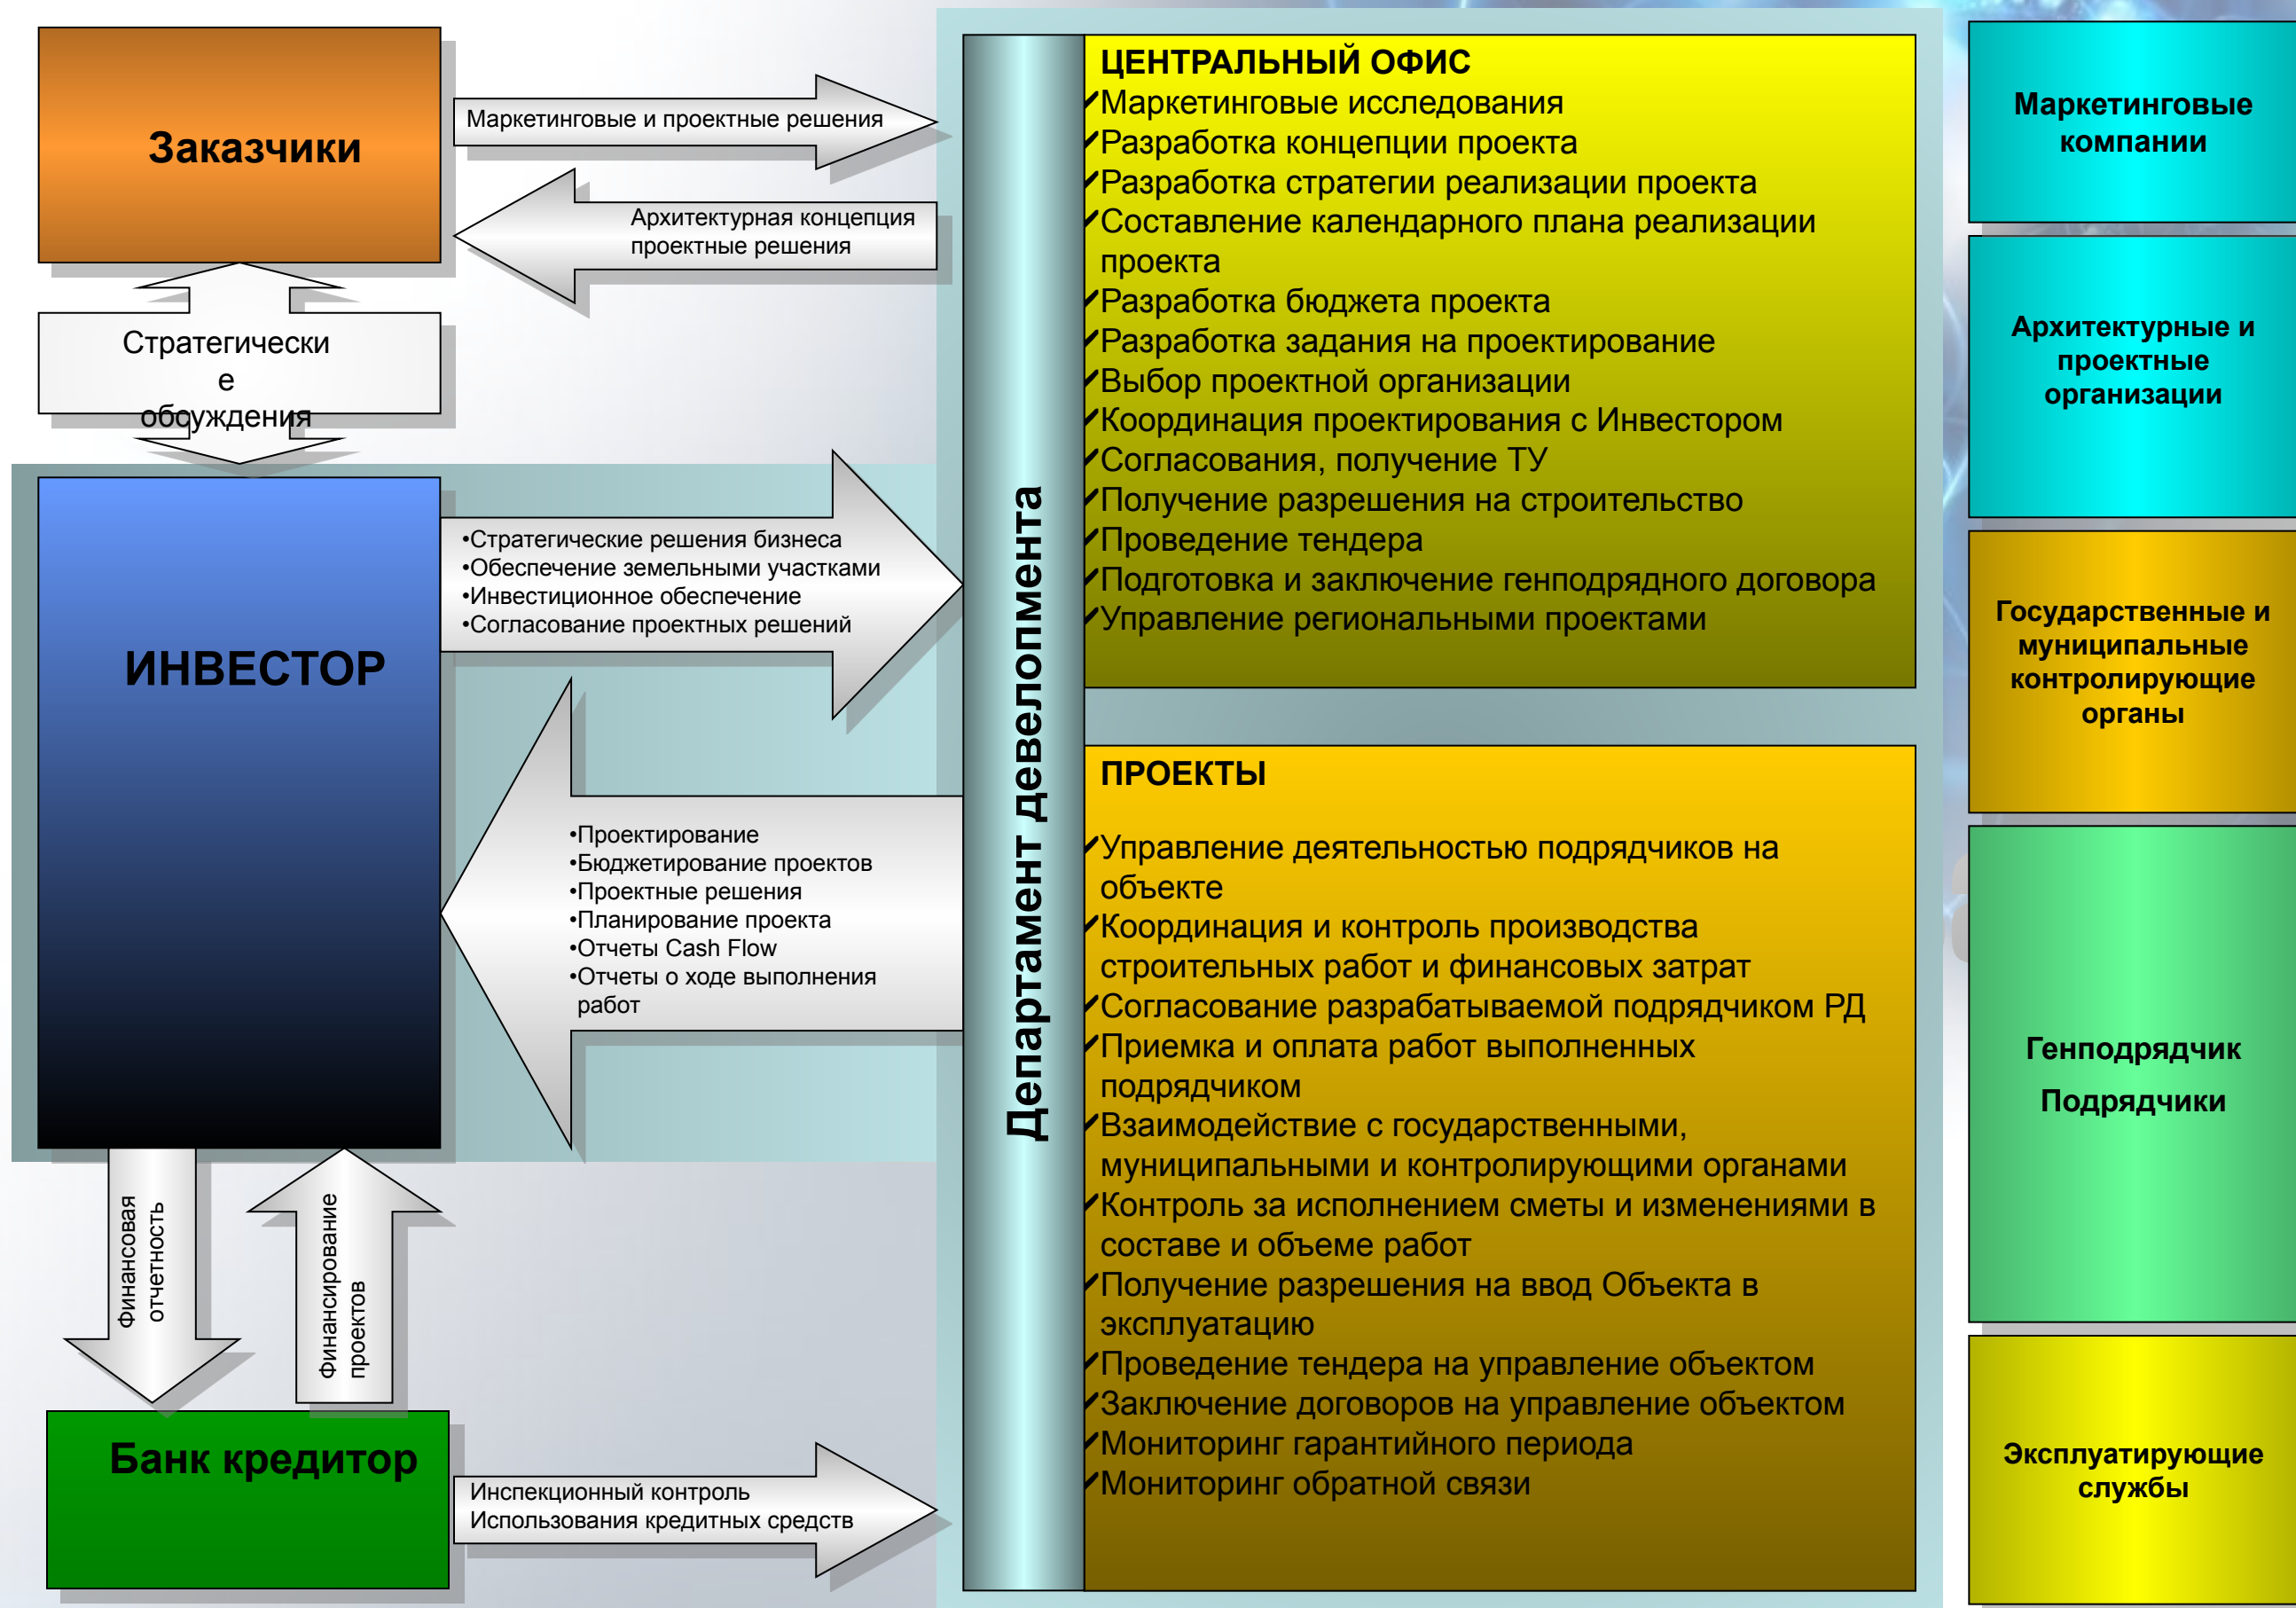 Заказчики
Маркетинговые и проектные решения
Архитектурная концепция
проектные решения
Стратегически
е
обсуждения
ИНВЕСТОР
•Стратегические решения бизнеса
•Обеспечение земельными участками
•Инвестиционное обеспечение
•Согласование проектных решений
•Проектирование
•Бюджетирование проектов
•Проектные решения
•Планирование проекта
•Отчеты Cash Flow
•Отчеты о ходе выполнения
работ
Финансовая
отчетность
Финансирование
проектов
Банк кредитор
Инспекционный контроль
Использования кредитных средств
Департамент девелопмента
ЦЕНТРАЛЬНЫЙ ОФИС
✓Маркетинговые исследования
✓Разработка концепции проекта
✓Разработка стратегии реализации проекта
✓Составление календарного плана реализации
проекта
✓Разработка бюджета проекта
✓Разработка задания на проектирование
✓Выбор проектной организации
✓Координация проектирования с Инвестором
✓Согласования, получение ТУ
✓Получение разрешения на строительство
✓Проведение тендера
✓Подготовка и заключение генподрядного договора
✓Управление региональными проектами
ПРОЕКТЫ
✓Управление деятельностью подрядчиков на
объекте
✓Координация и контроль производства
строительных работ и финансовых затрат
✓Согласование разрабатываемой подрядчиком РД
✓Приемка и оплата работ выполненных
подрядчиком
✓Взаимодействие с государственными,
муниципальными и контролирующими органами
✓Контроль за исполнением сметы и изменениями в
составе и объеме работ
✓Получение разрешения на ввод Объекта в
эксплуатацию
✓Проведение тендера на управление объектом
✓Заключение договоров на управление объектом
✓Мониторинг гарантийного периода
✓Мониторинг обратной связи
Маркетинговые
компании
Архитектурные и
проектные
организации
Государственные и
муниципальные
контролирующие
органы
Генподрядчик
Подрядчики
Эксплуатирующие
службы